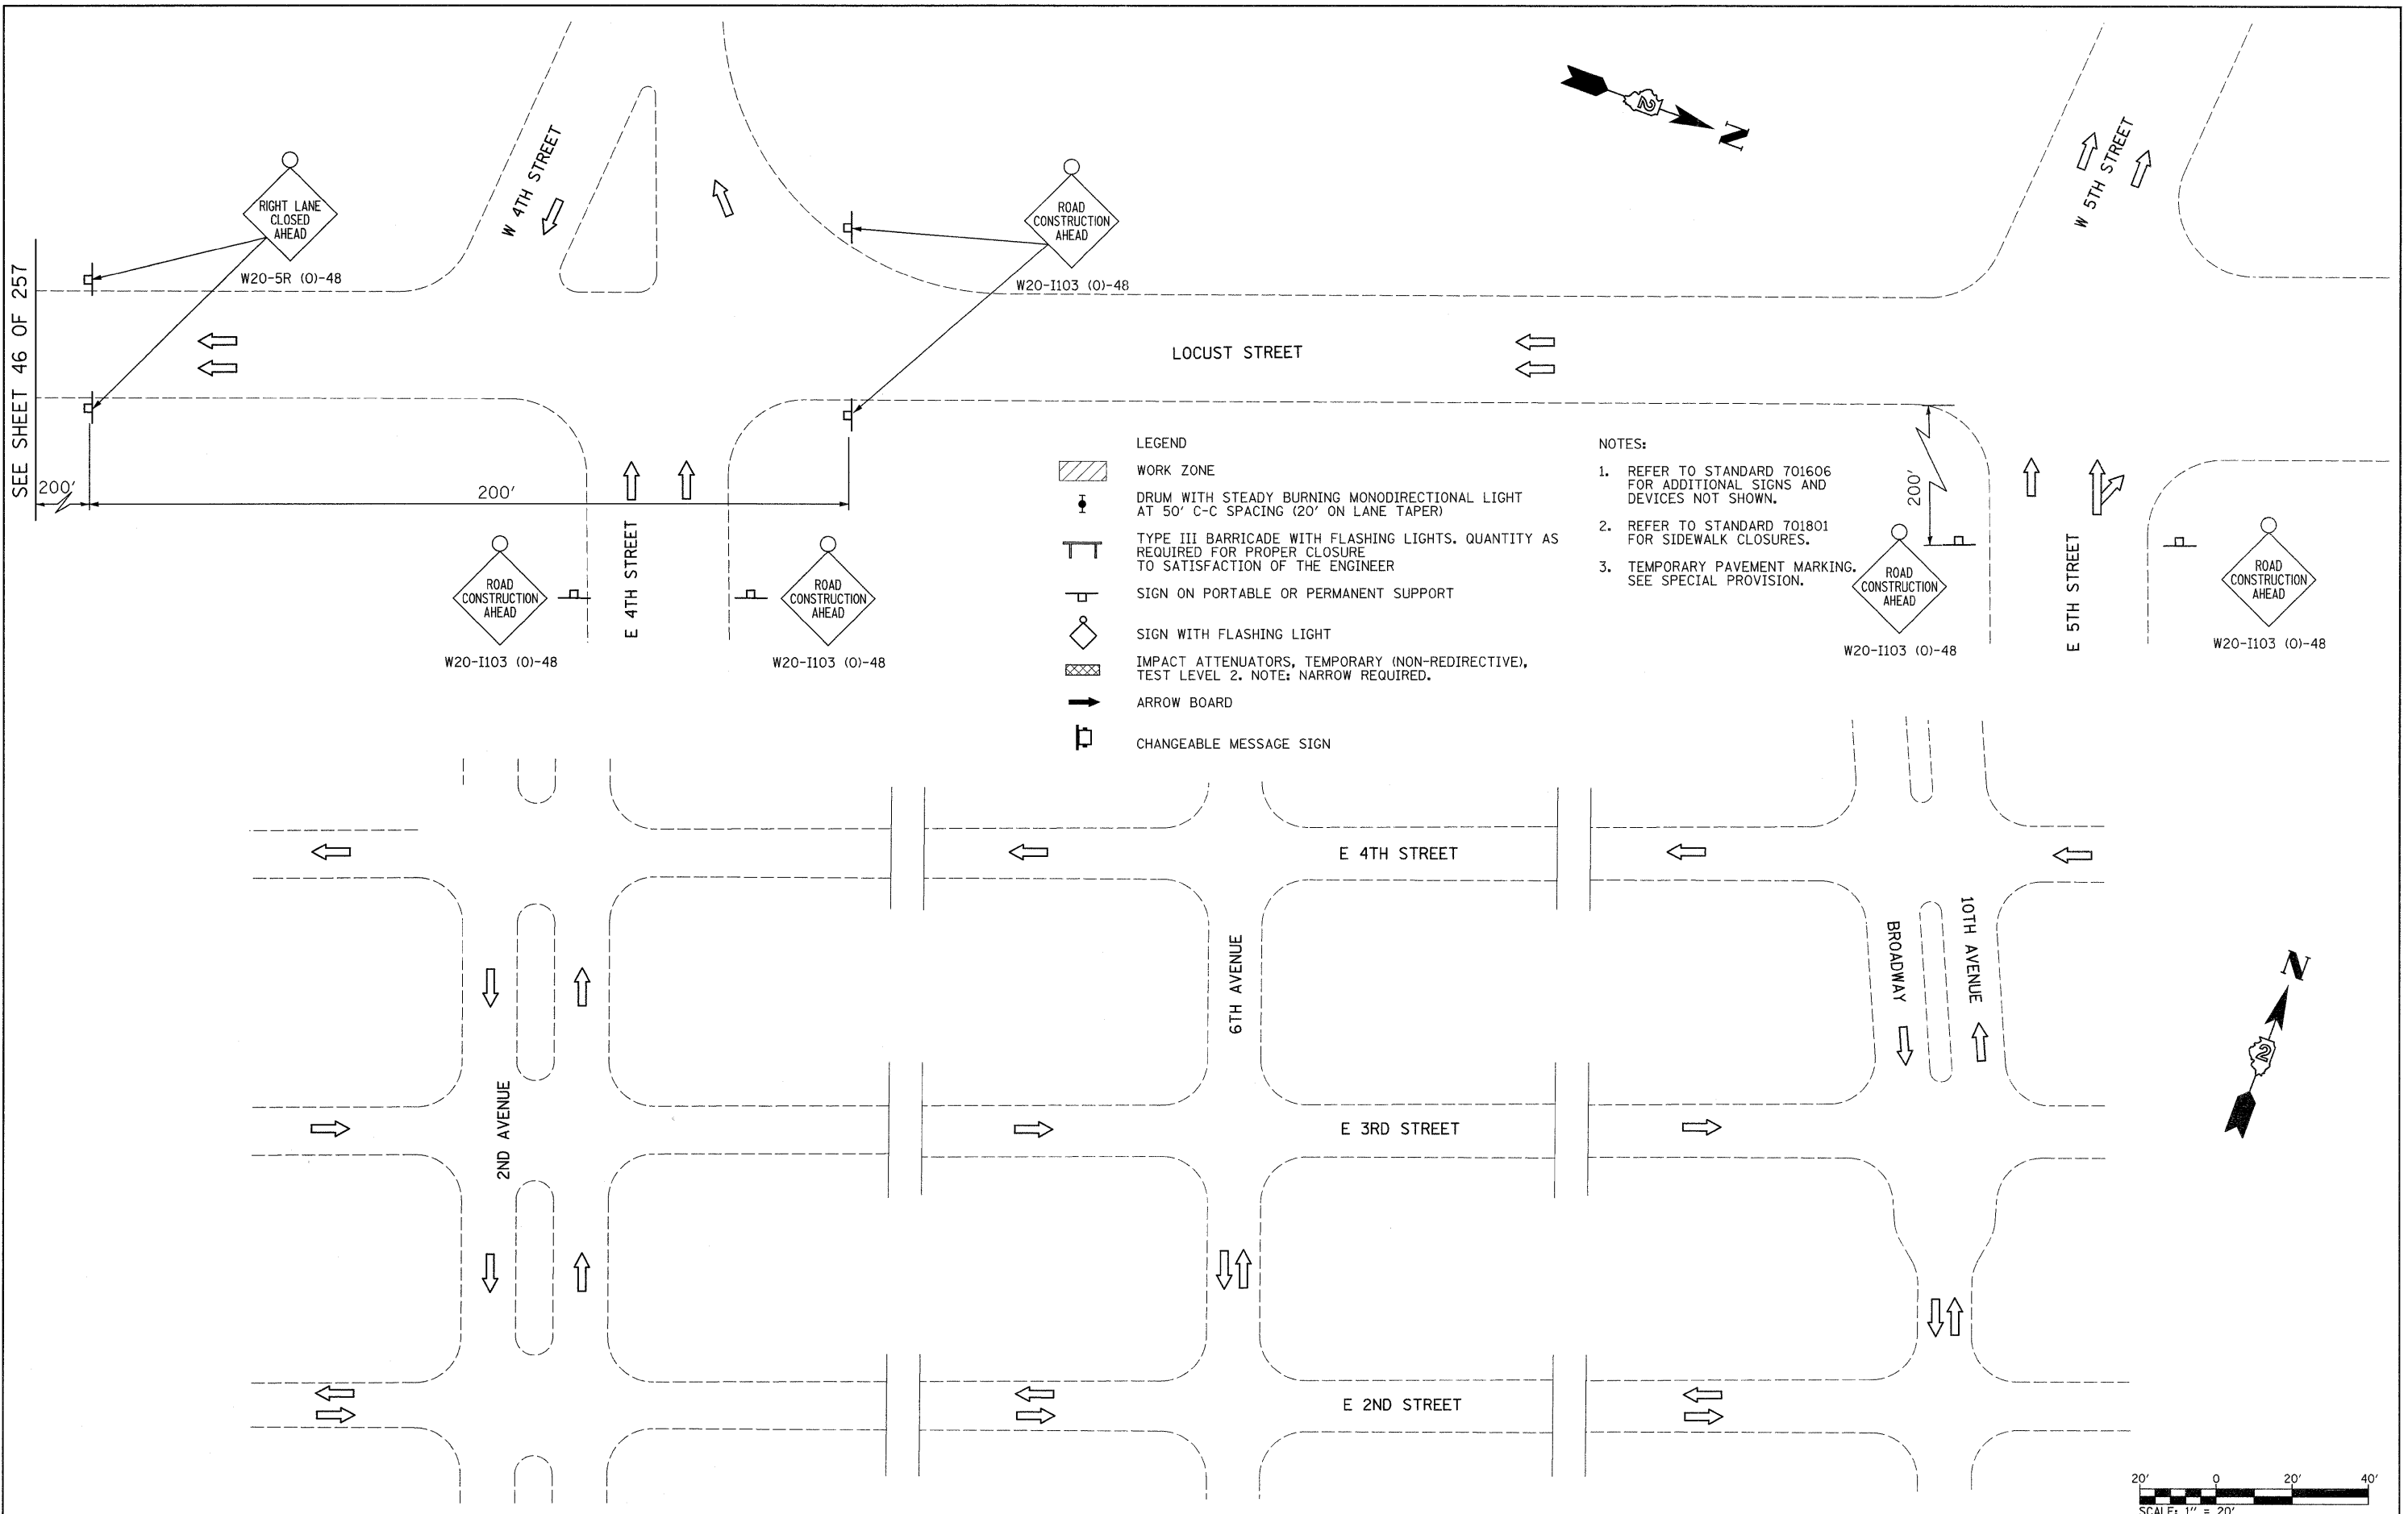 SEE SHEET 46 OF 257
RIGHT LANE
CLOSED
AHEAD
W20-5R (O)-48
W 4TH STREET
ROAD
CONSTRUCTION
AHEAD
W20-I103 (O)-48
2
N
W 5TH STREET
LOCUST STREET
200'
200'
E 4TH STREET
ROAD
CONSTRUCTION
AHEAD
W20-I103 (O)-48
ROAD
CONSTRUCTION
AHEAD
W20-I103 (O)-48
LEGEND
WORK ZONE
DRUM WITH STEADY BURNING MONODIRECTIONAL LIGHT
AT 50' C-C SPACING (20' ON LANE TAPER)
TYPE III BARRICADE WITH FLASHING LIGHTS. QUANTITY AS
REQUIRED FOR PROPER CLOSURE
TO SATISFACTION OF THE ENGINEER
SIGN ON PORTABLE OR PERMANENT SUPPORT
SIGN WITH FLASHING LIGHT
IMPACT ATTENUATORS, TEMPORARY (NON-REDIRECTIVE),
TEST LEVEL 2. NOTE: NARROW REQUIRED.
ARROW BOARD
CHANGEABLE MESSAGE SIGN
NOTES:
1. REFER TO STANDARD 701606
FOR ADDITIONAL SIGNS AND
DEVICES NOT SHOWN.
2. REFER TO STANDARD 701801
FOR SIDEWALK CLOSURES.
3. TEMPORARY PAVEMENT MARKING.
SEE SPECIAL PROVISION.
200'
ROAD
CONSTRUCTION
AHEAD
W20-I103 (O)-48
E 5TH STREET
ROAD
CONSTRUCTION
AHEAD
W20-I103 (O)-48
E 4TH STREET
2ND AVENUE
6TH AVENUE
BROADWAY
10TH AVENUE
N
2
E 3RD STREET
E 2ND STREET
20' 0 20' 40'
SCALE: 1" = 20'